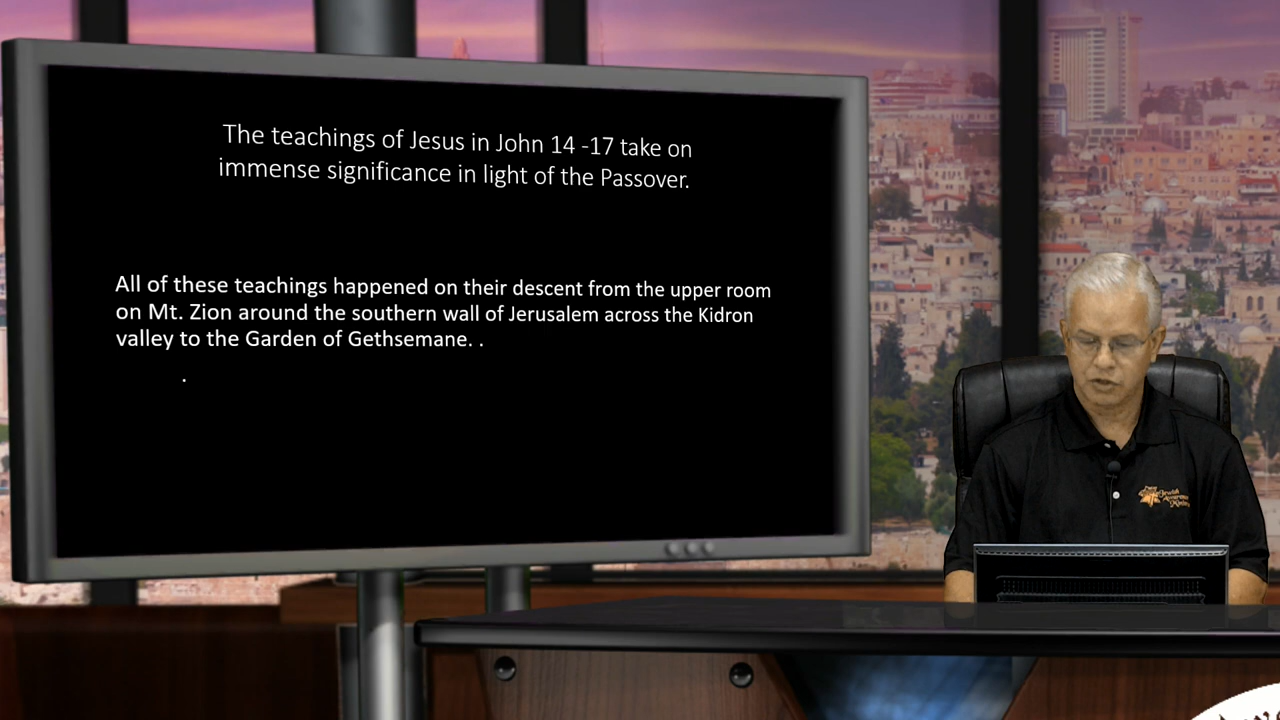 The teachings of Jesus in John 14 -17 take on
immense significance in light of the Passover.
All of these teachings happened on their descent from the upper room
on Mt. Zion around the southern wall of Jerusalem across the Kidron
valley to the Garden of Gethsemane. .
.
Jewish
Awareness